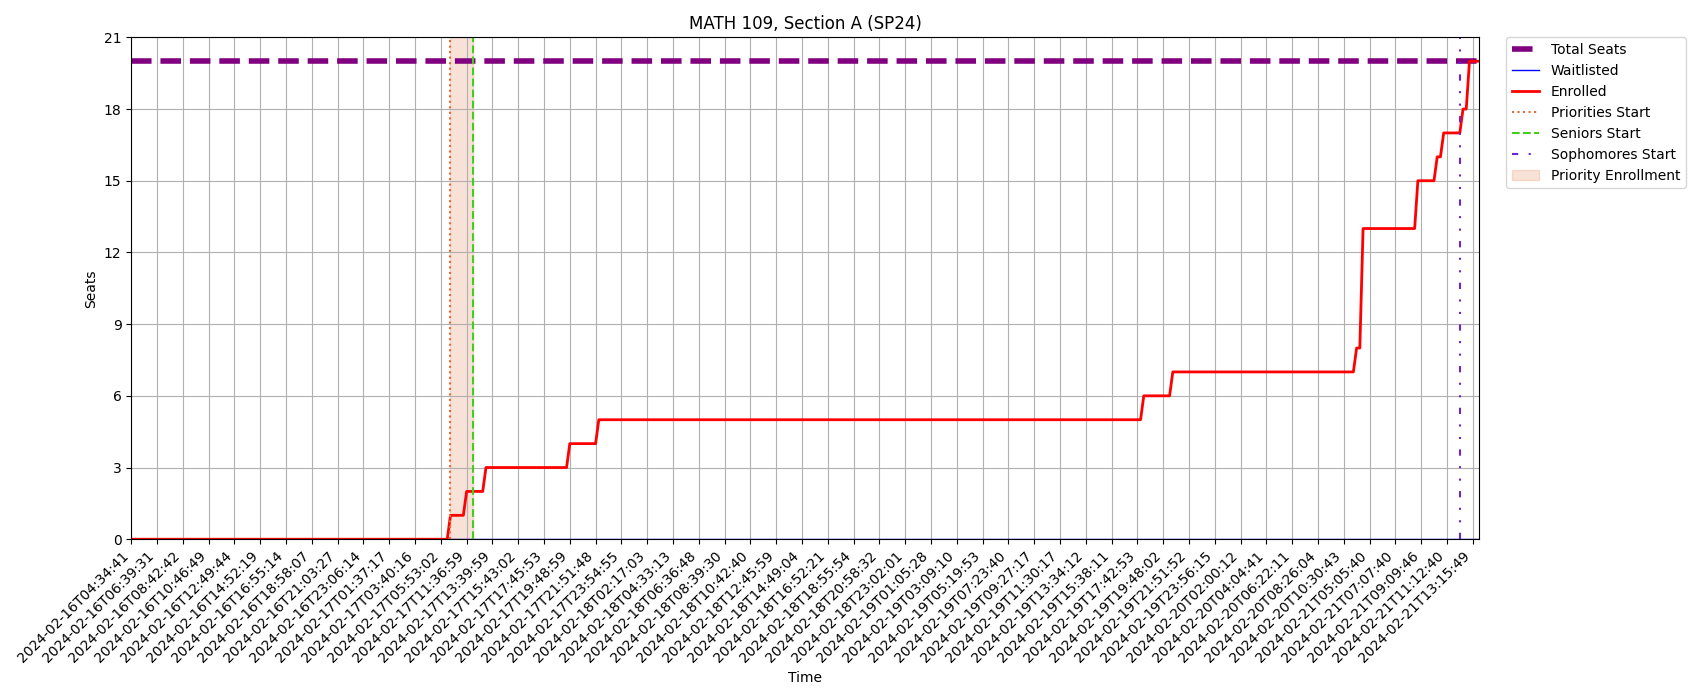 MATH 109, Section A (SP24)
Total Seats
Waitlisted
Enrolled
Priorities Start
Seniors Start
Sophomores Start
Priority Enrollment
Seats
21
18
15
12
9
6
3
0
2024-02-16T04:34:41
2024-02-16T06:39:31
2024-02-16T08:42:42
2024-02-16T10:46:49
2024-02-16T12:49:44
2024-02-16T14:52:19
2024-02-16T16:55:14
2024-02-16T18:58:07
2024-02-16T21:03:27
2024-02-16T23:06:14
2024-02-17T01:37:17
2024-02-17T03:40:16
2024-02-17T05:53:02
2024-02-17T11:36:59
2024-02-17T13:39:59
2024-02-17T15:43:02
2024-02-17T17:45:53
2024-02-17T19:48:59
2024-02-17T21:51:48
2024-02-17T23:54:55
2024-02-18T02:17:03
2024-02-18T04:33:13
2024-02-18T06:36:48
2024-02-18T08:39:30
2024-02-18T10:42:40
2024-02-18T12:45:59
2024-02-18T14:49:04
2024-02-18T16:52:21
2024-02-18T18:55:54
2024-02-18T20:58:32
2024-02-18T23:02:01
2024-02-19T01:05:28
2024-02-19T03:09:10
2024-02-19T05:19:53
2024-02-19T07:23:40
2024-02-19T09:27:17
2024-02-19T11:30:17
2024-02-19T13:34:12
2024-02-19T15:38:11
2024-02-19T17:42:53
2024-02-19T19:48:02
2024-02-19T21:51:52
2024-02-19T23:56:15
2024-02-20T02:00:12
2024-02-20T04:04:41
2024-02-20T06:22:11
2024-02-20T08:26:04
2024-02-20T10:30:43
2024-02-21T05:05:40
2024-02-21T07:07:40
2024-02-21T09:09:46
2024-02-21T11:12:40
2024-02-21T13:15:49
Time